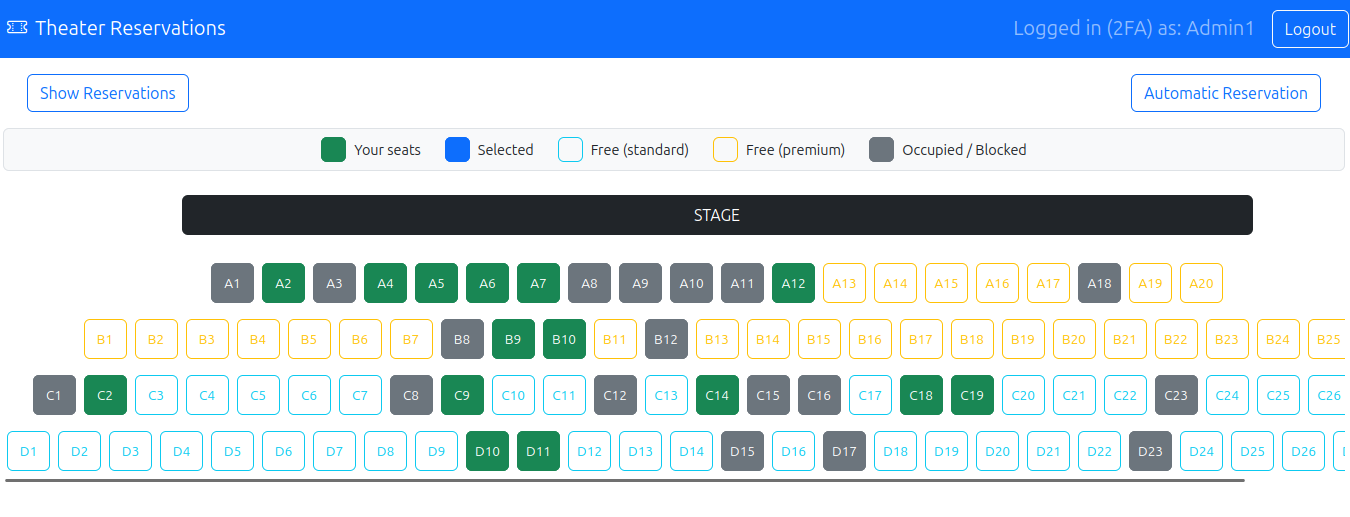 Theater Reservations Logged in (2FA) as: Admin1 Logout
Show Reservations Automatic Reservation
Your seats Selected Free (standard) Free (premium) Occupied / Blocked
STAGE
A1 A2 A3 A4 A5 A6 A7 A8 A9 A10 A11 A12 A13 A14 A15 A16 A17 A18 A19 A20
B1 B2 B3 B4 B5 B6 B7 B8 B9 B10 B11 B12 B13 B14 B15 B16 B17 B18 B19 B20 B21 B22 B23 B24 B25
C1 C2 C3 C4 C5 C6 C7 C8 C9 C10 C11 C12 C13 C14 C15 C16 C17 C18 C19 C20 C21 C22 C23 C24 C25 C26
D1 D2 D3 D4 D5 D6 D7 D8 D9 D10 D11 D12 D13 D14 D15 D16 D17 D18 D19 D20 D21 D22 D23 D24 D25 D26